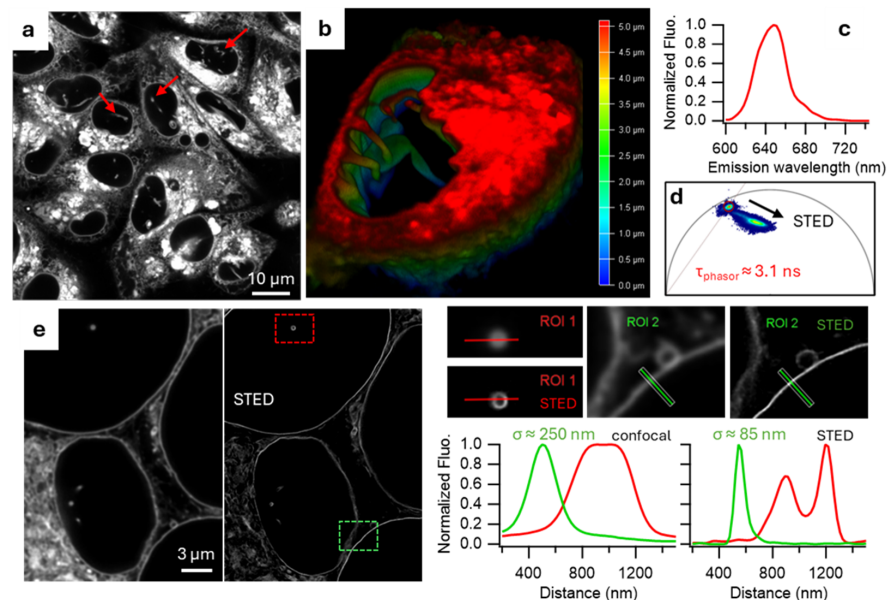 a
10 µm
b
5.0 µm
4.5 µm
4.0 µm
3.5 µm
3.0 µm
2.5 µm
2.0 µm
1.5 µm
1.0 µm
0.5 µm
0.0 µm
c
Normalized Fluo.
1.0
0.8
0.6
0.4
0.2
0.0
600
640
680
720
Emission wavelength (nm)
d
STED
τphasor ≈ 3.1 ns
e
STED
3 µm
ROI 1
ROI 1
STED
ROI 2
ROI 2
STED
Normalized Fluo.
1.0
0.8
0.6
0.4
0.2
0.0
σ ≈ 250 nm
confocal
400
800
1200
Distance (nm)
σ ≈ 85 nm
STED
400
800
1200
Distance (nm)